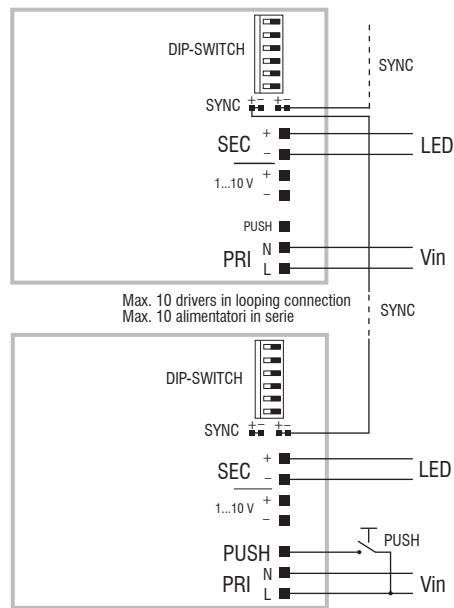 DIP-SWITCH
SYNC
SYNC + - + -
SEC + -
LED
1...10 V + -
PUSH
PRI N L
Vin
Max. 10 drivers in looping connection
Max. 10 alimentatori in serie
SYNC
DIP-SWITCH
SYNC + - + -
SEC + -
LED
1...10 V + -
PUSH
PUSH
PRI N L
Vin